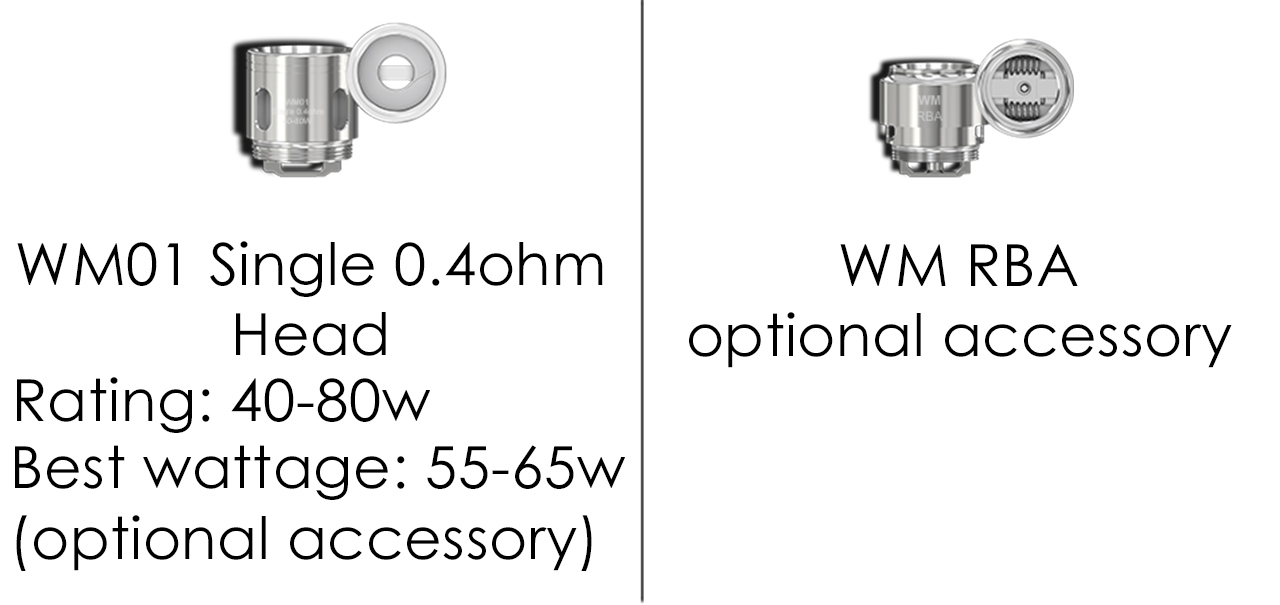 WM01
0.4ohm
40-80W
WM
RBA
WM01 Single 0.4ohm
Head
Rating: 40-80w
Best wattage: 55-65w
(optional accessory)
WM RBA
optional accessory